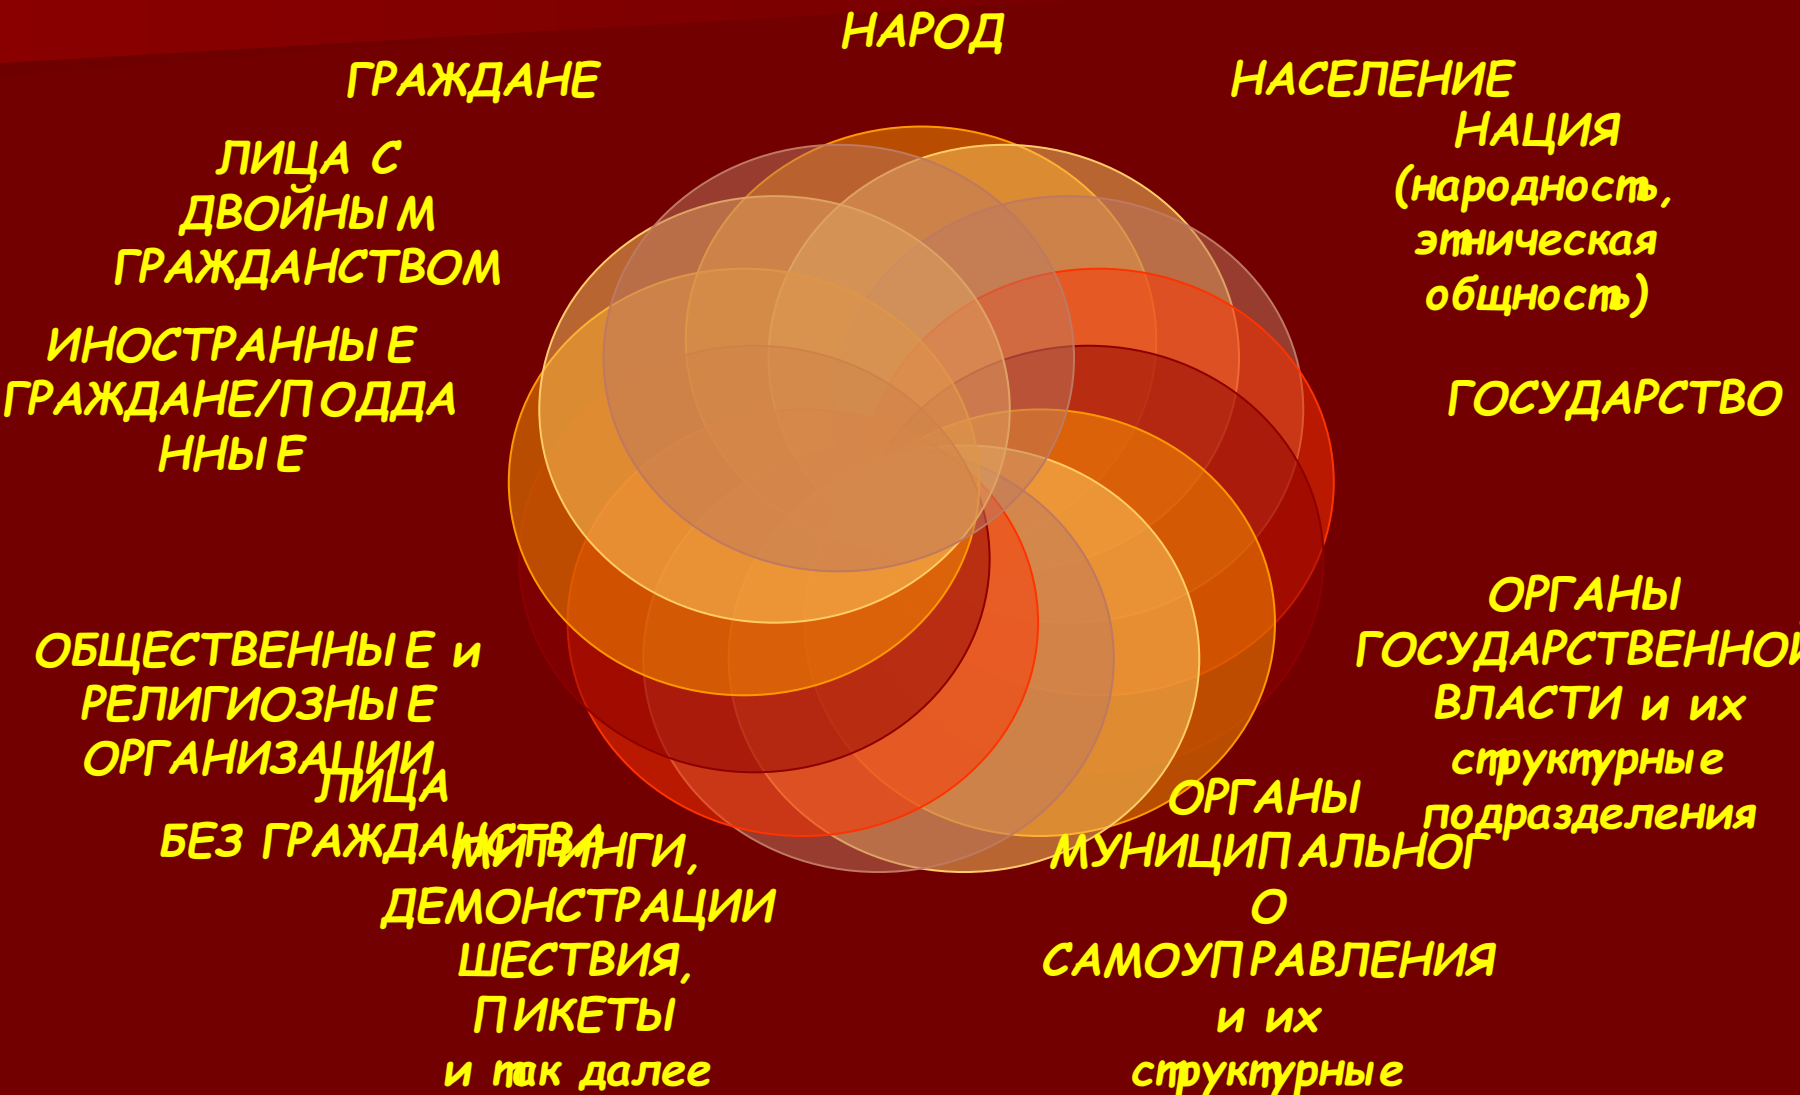 НАРОД
ГРАЖДАНЕ
НАСЕЛЕНИЕ
НАЦИЯ
(народность,
этническая
общность)
ЛИЦА С
ДВОЙНЫМ
ГРАЖДАНСТВОМ
ИНОСТРАННЫЕ
ГРАЖДАНЕ/ПОДДА
ННЫЕ
ГОСУДАРСТВО
ОРГАНЫ
ГОСУДАРСТВЕННОЙ
ВЛАСТИ и их
структурные
подразделения
ОБЩЕСТВЕННЫЕ и
РЕЛИГИОЗНЫЕ
ОРГАНИЗАЦИИ
ЛИЦА
БЕЗ ГРАЖДАНСТВА
МИТИНГИ,
ДЕМОНСТРАЦИИ
ШЕСТВИЯ,
ПИКЕТЫ
и так далее
ОРГАНЫ
МУНИЦИПАЛЬНОГ
О
САМОУПРАВЛЕНИЯ
и их
структурные